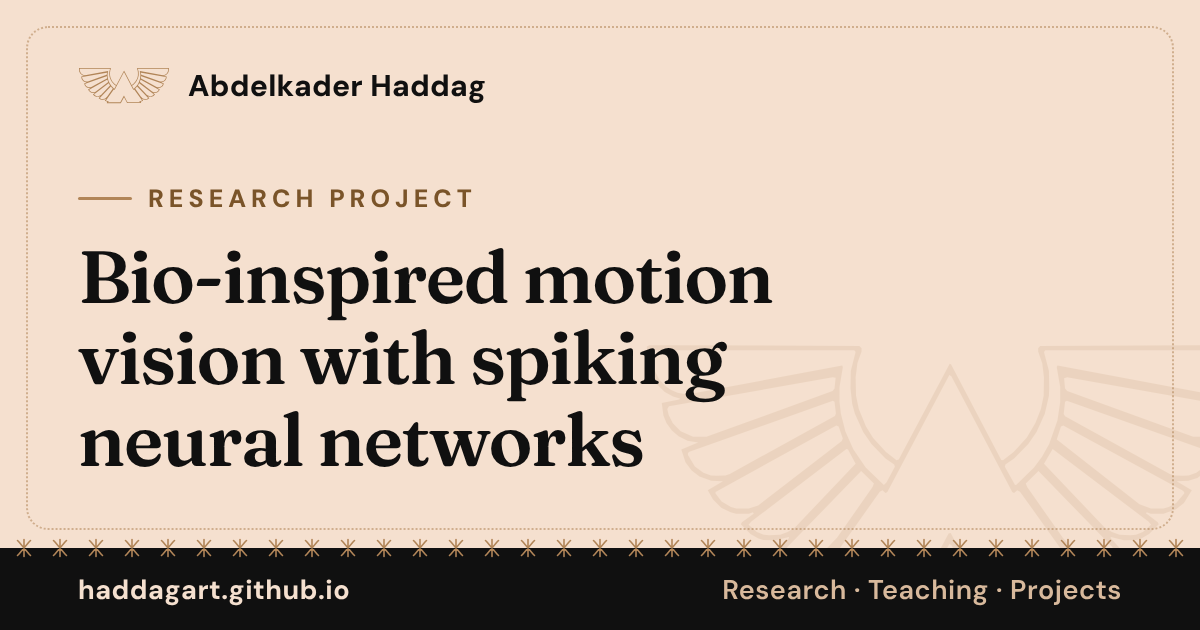 Abdelkader Haddag
RESEARCH PROJECT
Bio-inspired motion
vision with spiking
neural networks
haddagart.github.io
Research · Teaching · Projects